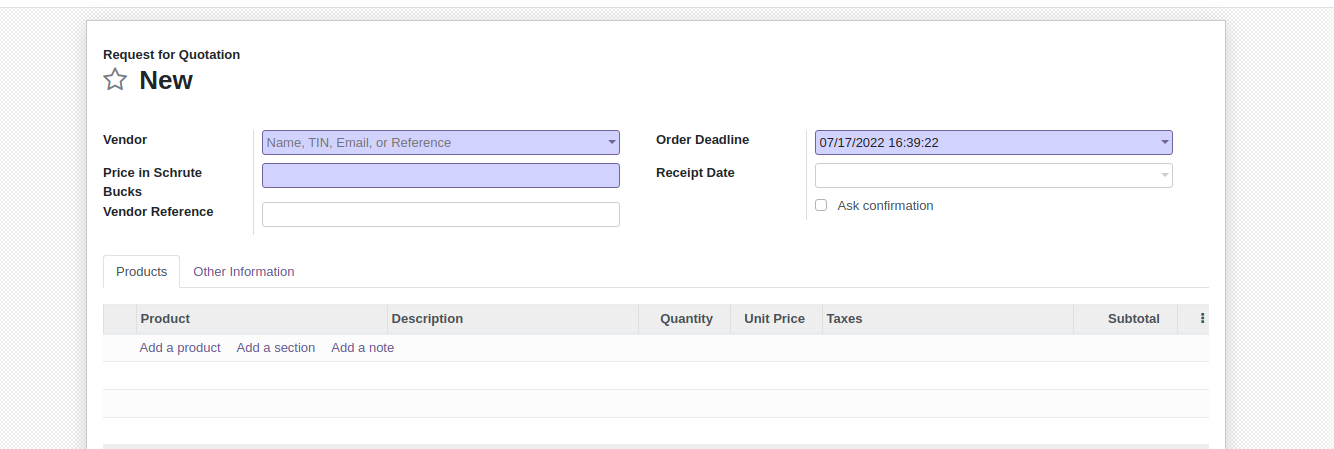 Request for Quotation
New
Vendor
Name, TIN, Email, or Reference
Price in Schrute
Bucks
Vendor Reference
Order Deadline
07/17/2022 16:39:22
Receipt Date
Ask confirmation
Products
Other Information
Product Description Quantity Unit Price Taxes Subtotal
Add a product Add a section Add a note